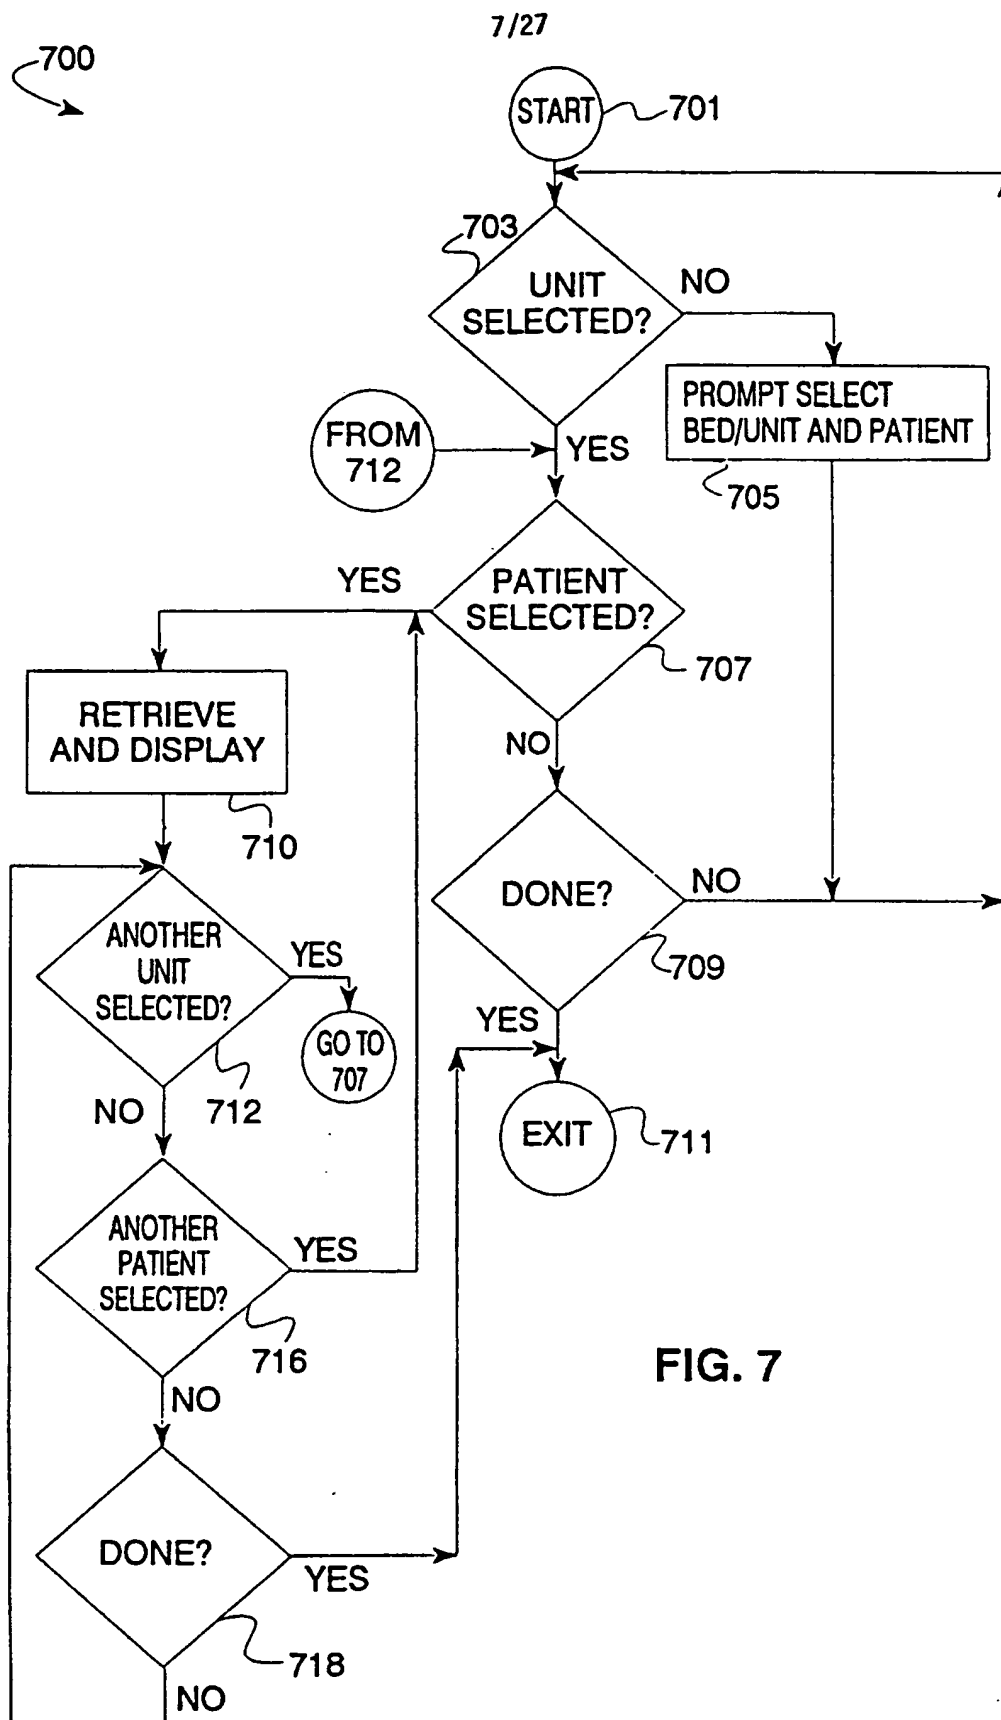 7/27
700
START
701
703
UNIT
SELECTED?
NO
PROMPT SELECT
BED/UNIT AND PATIENT
705
FROM
712
YES
YES
PATIENT
SELECTED?
707
RETRIEVE
AND DISPLAY
710
NO
DONE?
NO
709
ANOTHER
UNIT
SELECTED?
YES
GO TO
707
712
NO
YES
EXIT
711
ANOTHER
PATIENT
SELECTED?
YES
716
NO
FIG. 7
DONE?
YES
718
NO